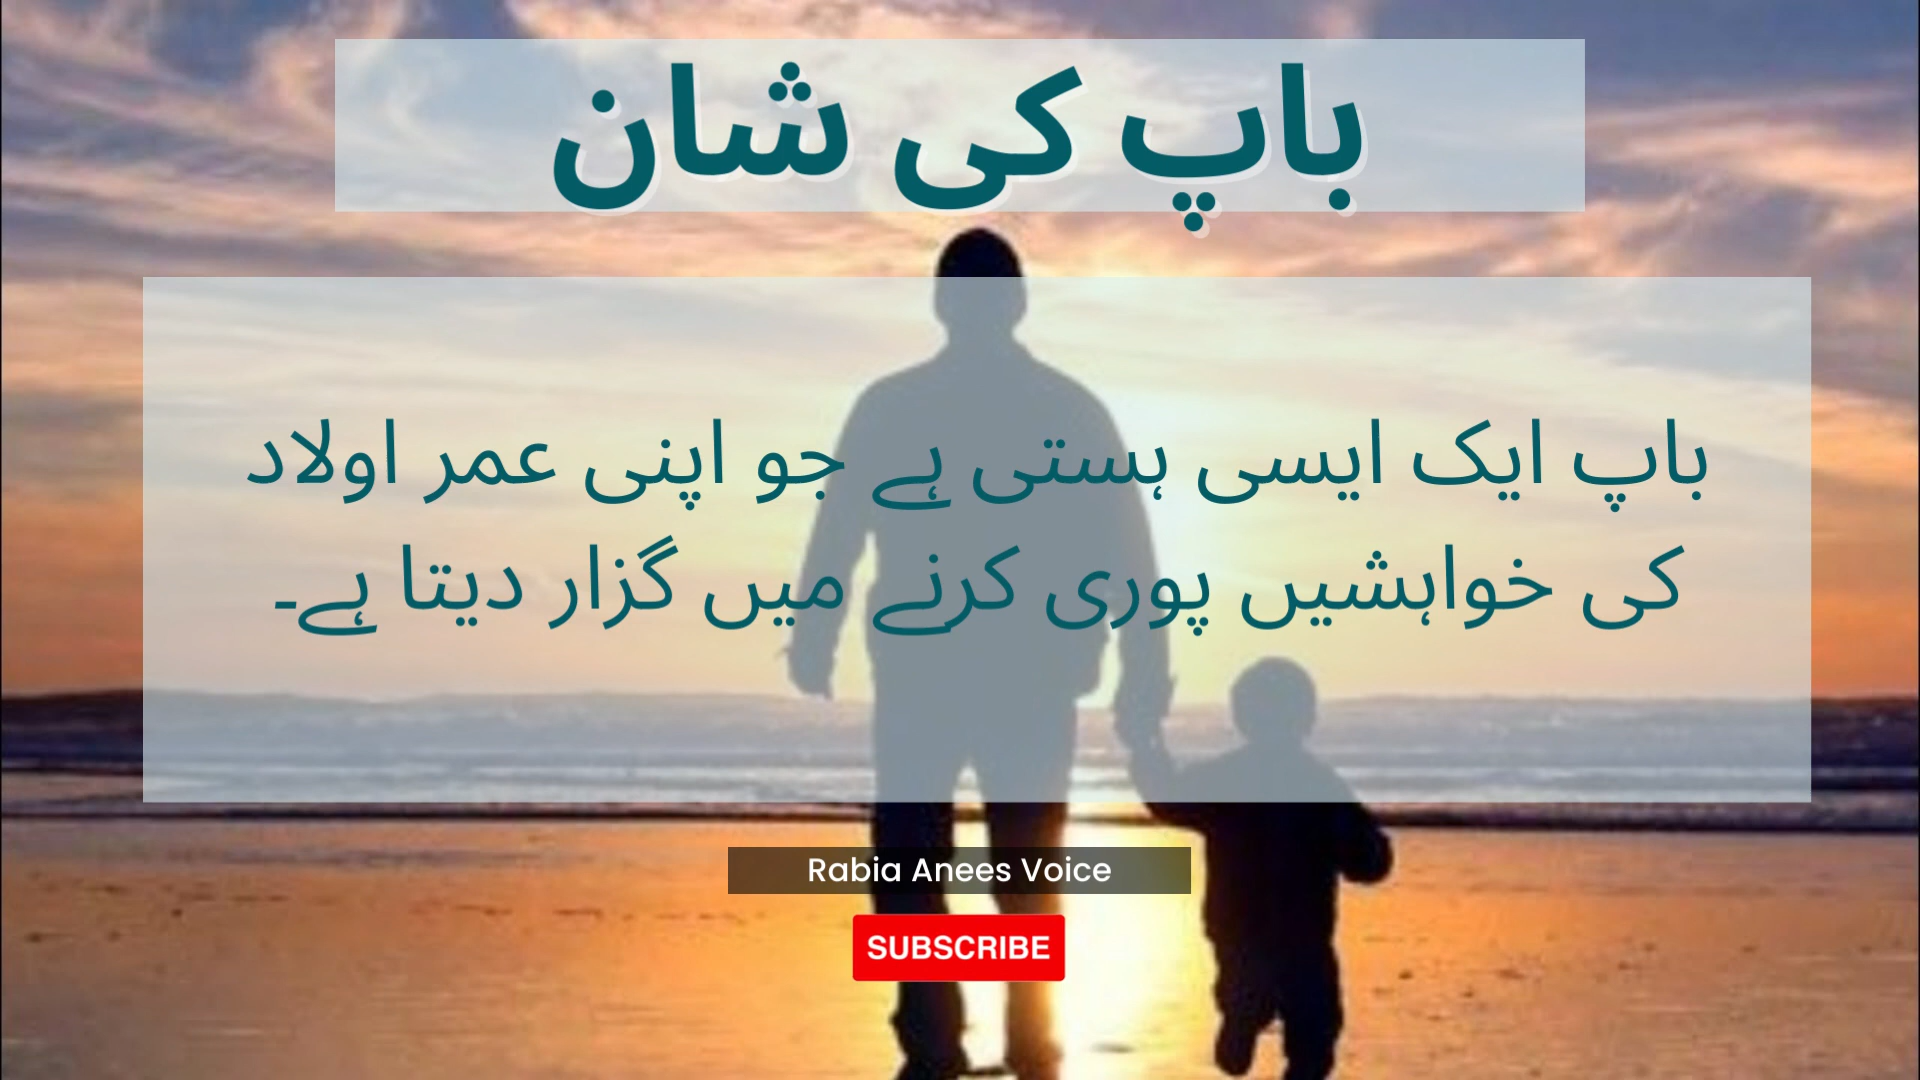 باپ کی شان
باپ ایک ایسی ہستی ہے جو اپنی عمر اولاد
کی خواہشیں پوری کرنے میں گزار دیتا ہے۔
Rabia Anees Voice
SUBSCRIBE